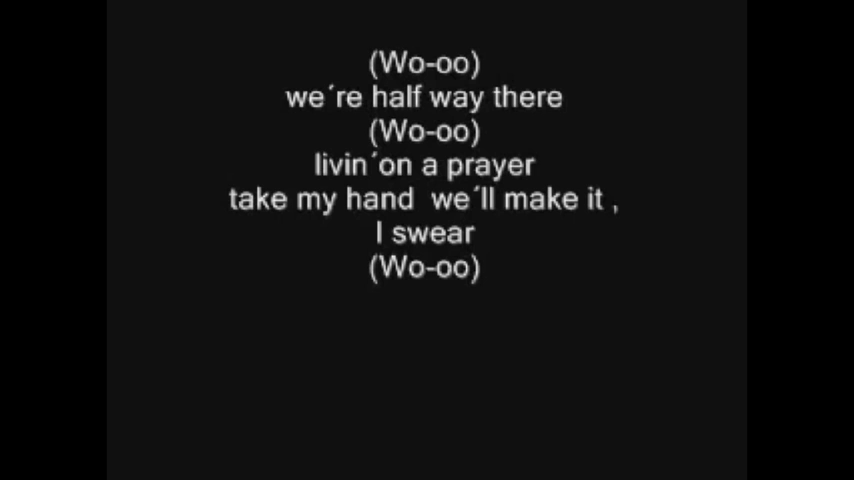 (Wo-oo)
we´re half way there
(Wo-oo)
livin´on a prayer
take my hand  we´ll make it ,
I swear
(Wo-oo)